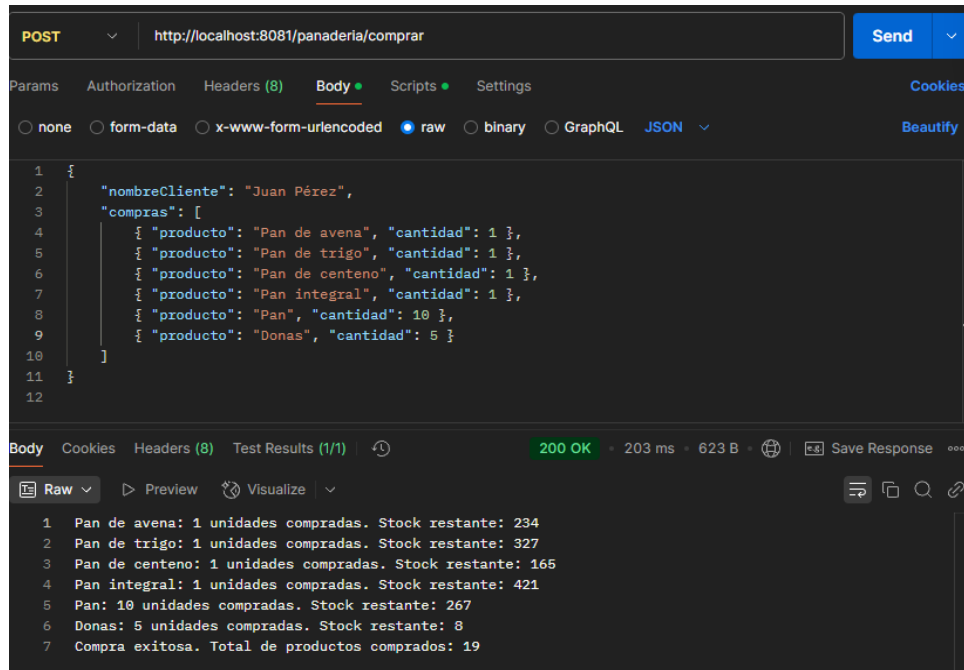 POST http://localhost:8081/panaderia/comprar Send
Params Authorization Headers (8) Body Scripts Settings Cookies
none form-data x-www-form-urlencoded raw binary GraphQL JSON Beautify
1 {
2 "nombreCliente": "Juan Pérez",
3 "compras": [
4 { "producto": "Pan de avena", "cantidad": 1 },
5 { "producto": "Pan de trigo", "cantidad": 1 },
6 { "producto": "Pan de centeno", "cantidad": 1 },
7 { "producto": "Pan integral", "cantidad": 1 },
8 { "producto": "Pan", "cantidad": 10 },
9 { "producto": "Donas", "cantidad": 5 }
10 ]
11 }
12
Body Cookies Headers (8) Test Results (1/1) 200 OK 203 ms 623 B e.g. Save Response
Raw Preview Visualize
1 Pan de avena: 1 unidades compradas. Stock restante: 234
2 Pan de trigo: 1 unidades compradas. Stock restante: 327
3 Pan de centeno: 1 unidades compradas. Stock restante: 165
4 Pan integral: 1 unidades compradas. Stock restante: 421
5 Pan: 10 unidades compradas. Stock restante: 267
6 Donas: 5 unidades compradas. Stock restante: 8
7 Compra exitosa. Total de productos comprados: 19